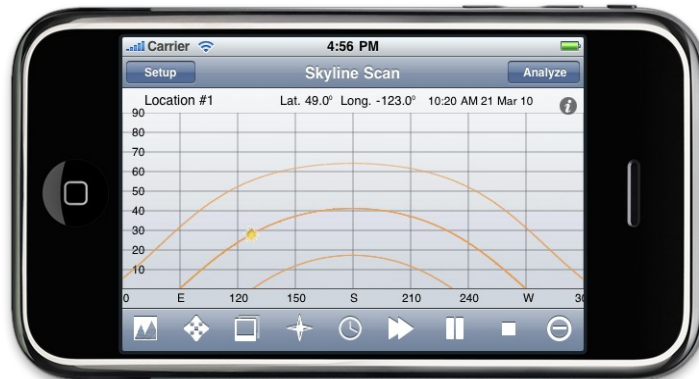 Carrier 4:56 PM
Setup Skyline Scan Analyze
Location #1 Lat. 49.0° Long. -123.0° 10:20 AM 21 Mar 10
90
80
70
60
50
40
30
20
10
0 E 120 150 S 210 240 W 30